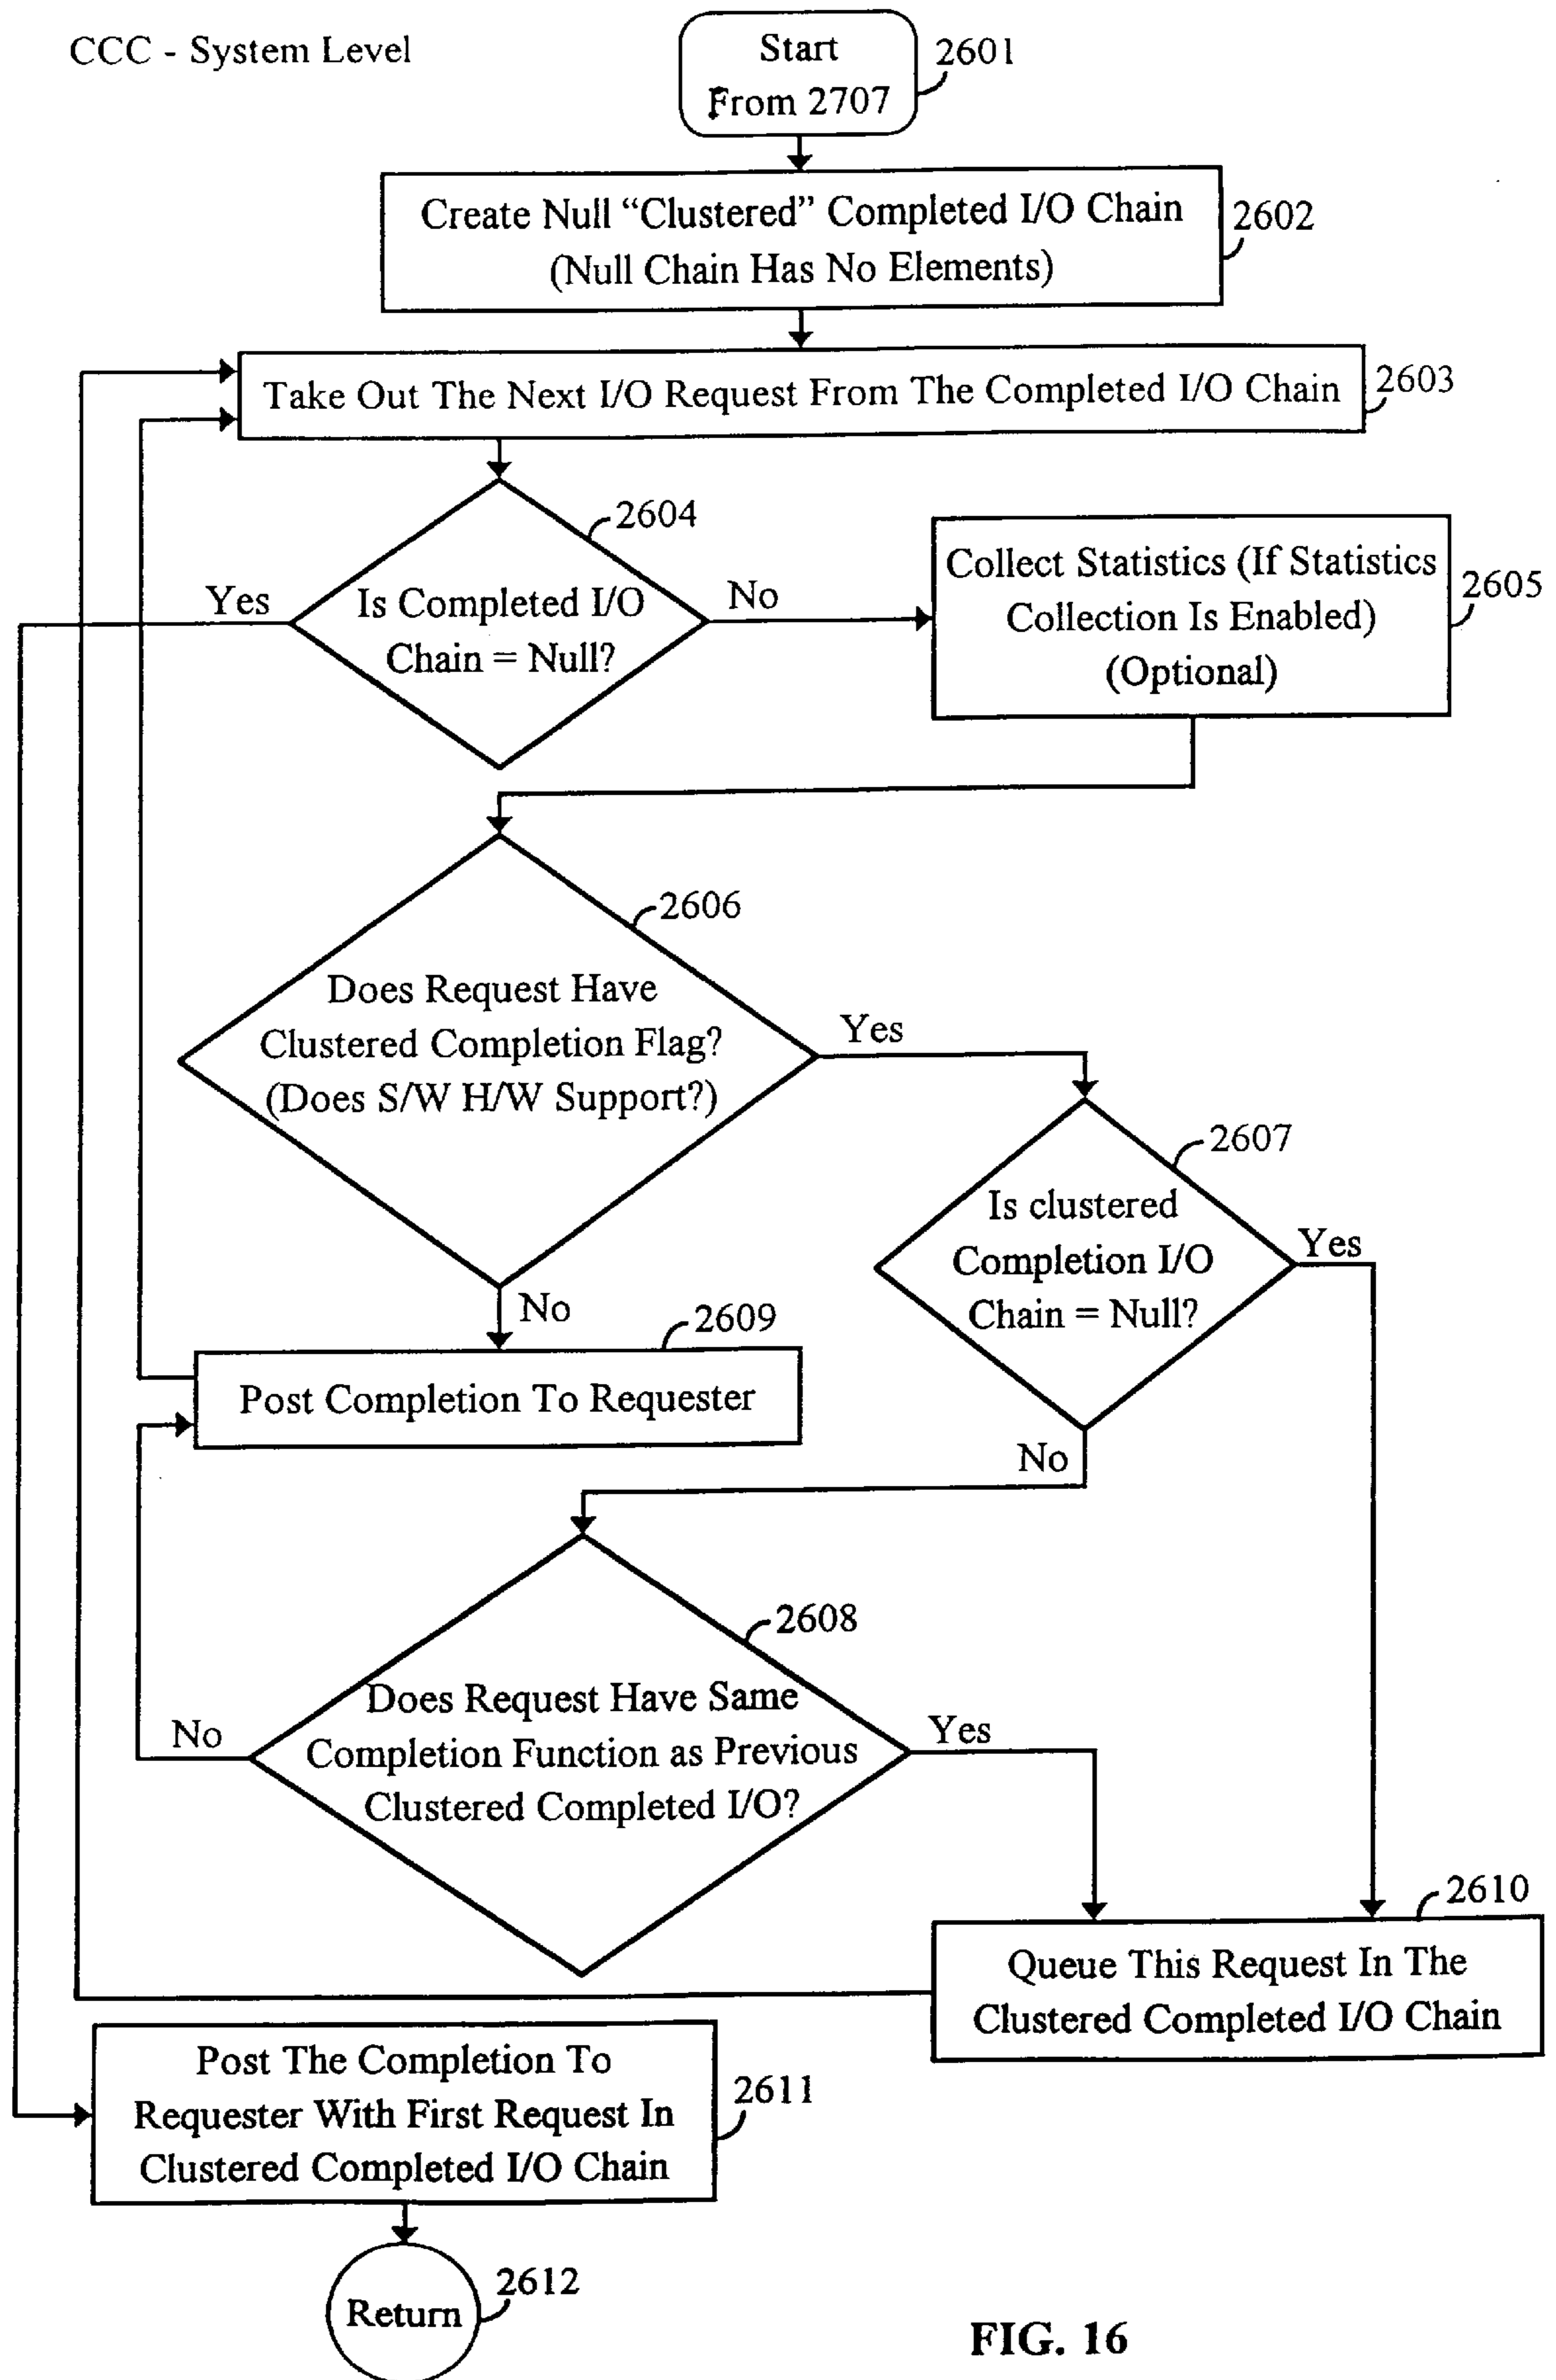 CCC - System Level
Start
From 2707
2601
Create Null “Clustered” Completed I/O Chain
(Null Chain Has No Elements)
2602
Take Out The Next I/O Request From The Completed I/O Chain
2603
2604
Is Completed I/O
Chain = Null?
Yes
No
Collect Statistics (If Statistics
Collection Is Enabled)
(Optional)
2605
2606
Does Request Have
Clustered Completion Flag?
(Does S/W H/W Support?)
Yes
No
2607
Is clustered
Completion I/O
Chain = Null?
Yes
No
2609
Post Completion To Requester
2608
Does Request Have Same
Completion Function as Previous
Clustered Completed I/O?
No
Yes
2610
Queue This Request In The
Clustered Completed I/O Chain
Post The Completion To
Requester With First Request In
Clustered Completed I/O Chain
2611
Return
2612
FIG. 16